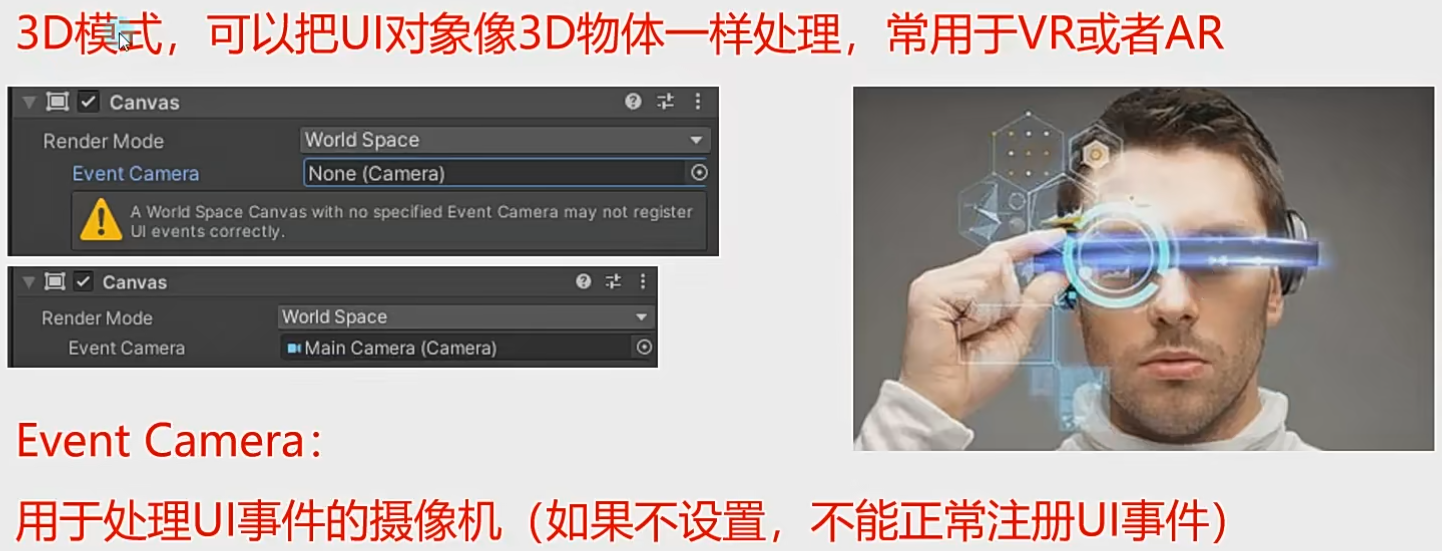 3D模式，可以把UI对象像3D物体一样处理，常用于VR或者AR
Canvas
Render Mode
World Space
Event Camera
None (Camera)
A World Space Canvas with no specified Event Camera may not register
UI events correctly.
Canvas
Render Mode
World Space
Event Camera
Main Camera (Camera)
Event Camera：
用于处理UI事件的摄像机（如果不设置，不能正常注册UI事件）